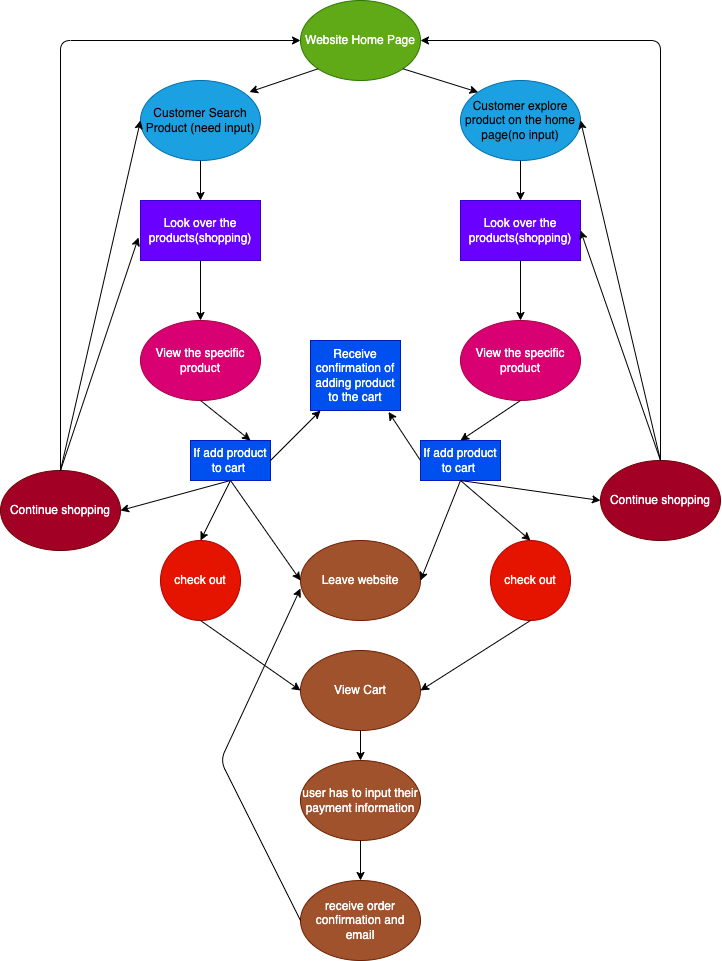 Website Home Page
Customer Search
Product (need input)
Customer explore
product on the home
page(no input)
Look over the
products(shopping)
Look over the
products(shopping)
View the specific
product
Receive
confirmation of
adding product
to the cart
View the specific
product
If add product
to cart
If add product
to cart
Continue shopping
Continue shopping
check out
Leave website
check out
View Cart
user has to input their
payment information
receive order
confirmation and
email